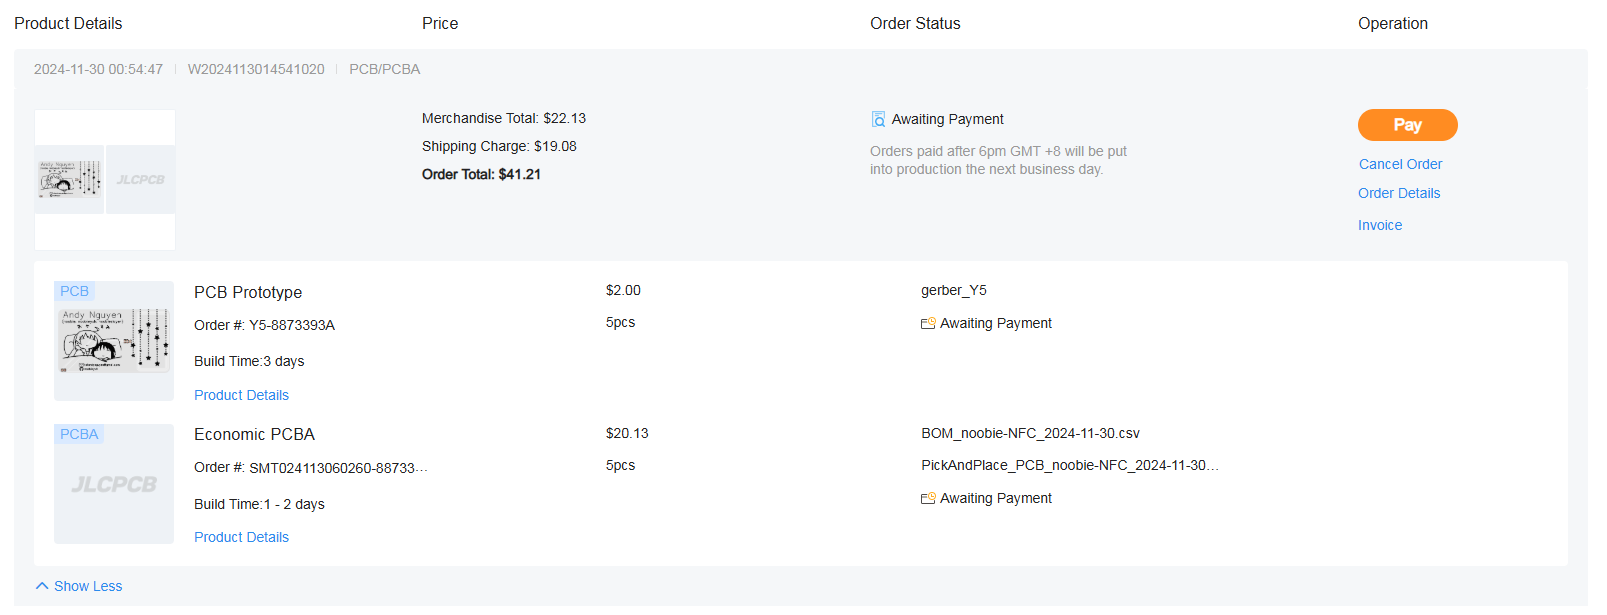 Product Details Price Order Status Operation
2024-11-30 00:54:47 | W2024113014541020 | PCB/PCBA
Andy Nguyen
JLCPCB
Merchandise Total: $22.13
Shipping Charge: $19.08
Order Total: $41.21
Awaiting Payment
Orders paid after 6pm GMT +8 will be put
into production the next business day.
Pay
Cancel Order
Order Details
Invoice
PCB
Andy Nguyen
PCB Prototype
Order #: Y5-8873393A
Build Time:3 days
Product Details
$2.00
5pcs
gerber_Y5
Awaiting Payment
PCBA
JLCPCB
Economic PCBA
Order #: SMT024113060260-88733...
Build Time:1 - 2 days
Product Details
$20.13
5pcs
BOM_noobie-NFC_2024-11-30.csv
PickAndPlace_PCB_noobie-NFC_2024-11-30...
Awaiting Payment
Show Less